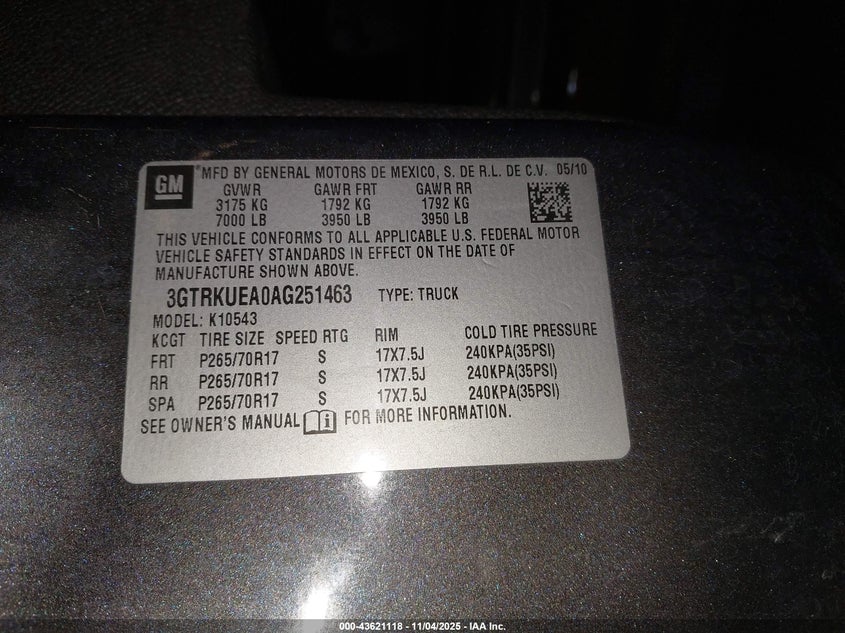 GM
®MFD BY GENERAL MOTORS DE MEXICO, S. DE R.L. DE C.V. 05/10
GVWR GAWR FRT GAWR RR
3175 KG 1792 KG 1792 KG
7000 LB 3950 LB 3950 LB
THIS VEHICLE CONFORMS TO ALL APPLICABLE U.S. FEDERAL MOTOR
VEHICLE SAFETY STANDARDS IN EFFECT ON THE DATE OF
MANUFACTURE SHOWN ABOVE.
3GTRKUEA0AG251463 TYPE: TRUCK
MODEL: K10543
KCGT TIRE SIZE SPEED RTG RIM COLD TIRE PRESSURE
FRT P265/70R17 S 17X7.5J 240KPA(35PSI)
RR P265/70R17 S 17X7.5J 240KPA(35PSI)
SPA P265/70R17 S 17X7.5J 240KPA(35PSI)
SEE OWNER'S MANUAL FOR MORE INFORMATION.
000-43621118 - 11/04/2025 - IAA Inc.